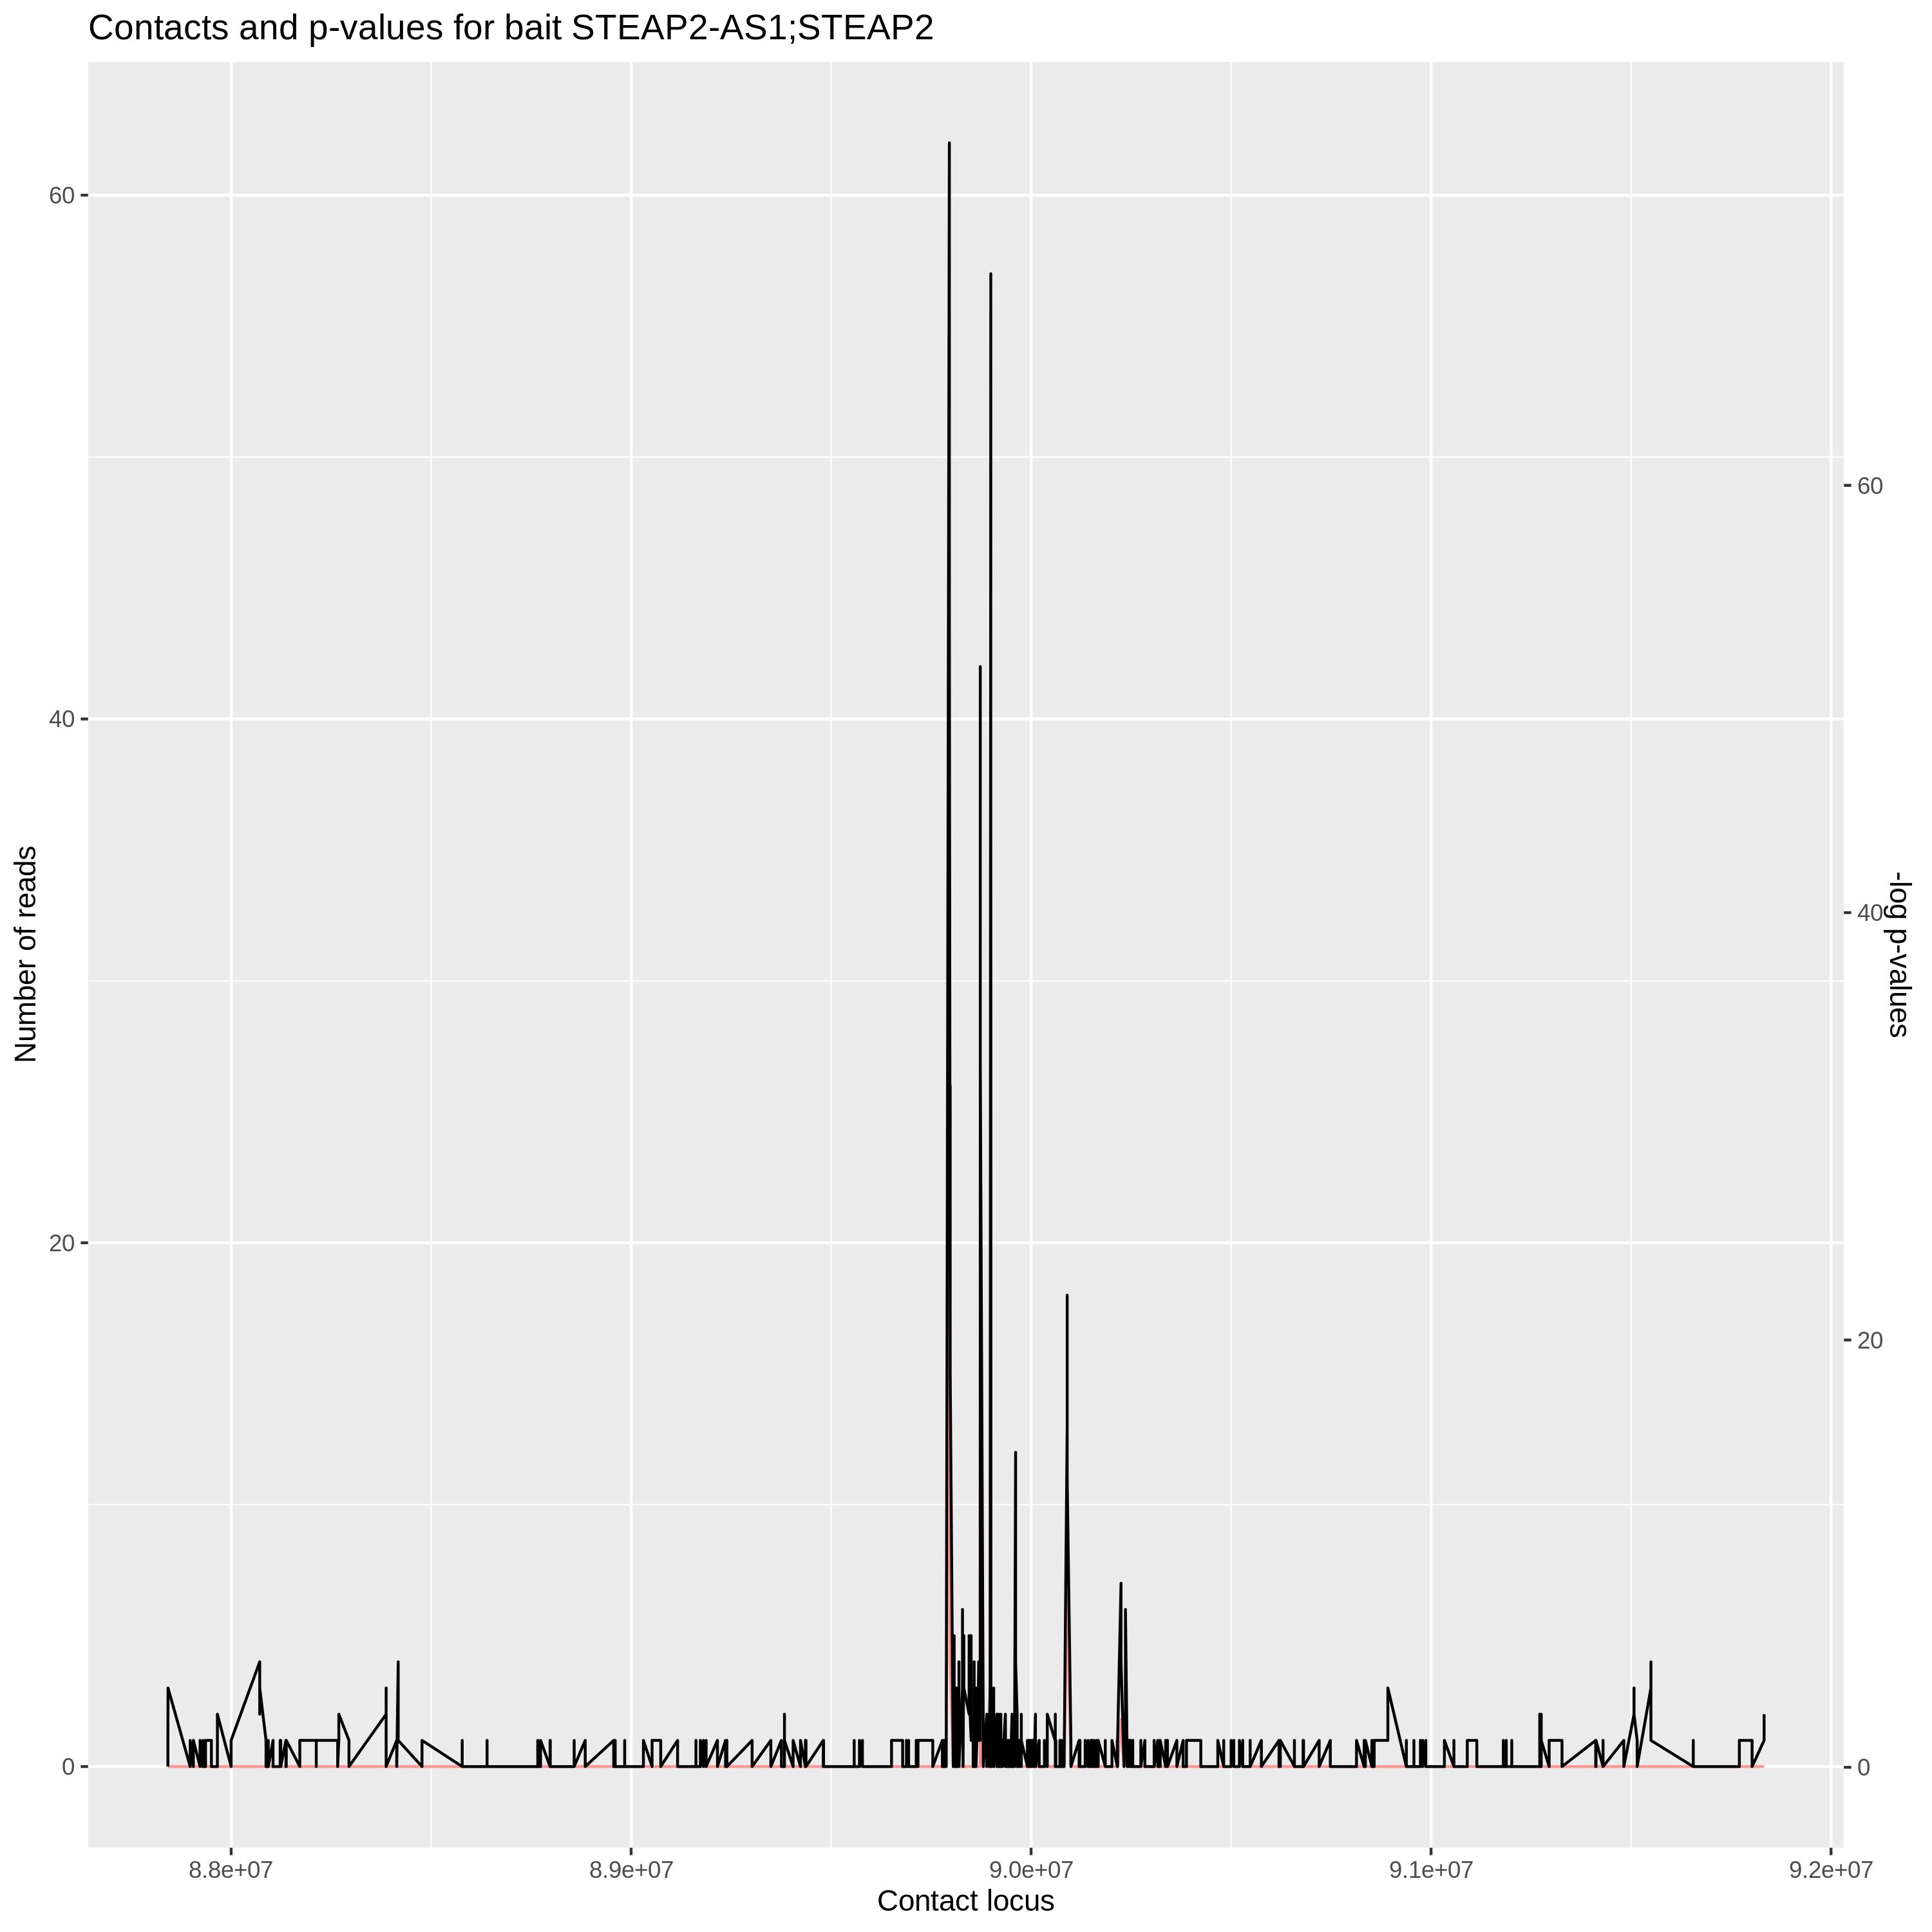 Contacts and p-values for bait STEAP2-AS1;STEAP2
60
40
20
0
Number of reads
60
40
20
0
-log p-values
8.8e+07 8.9e+07 9.0e+07 9.1e+07 9.2e+07
Contact locus